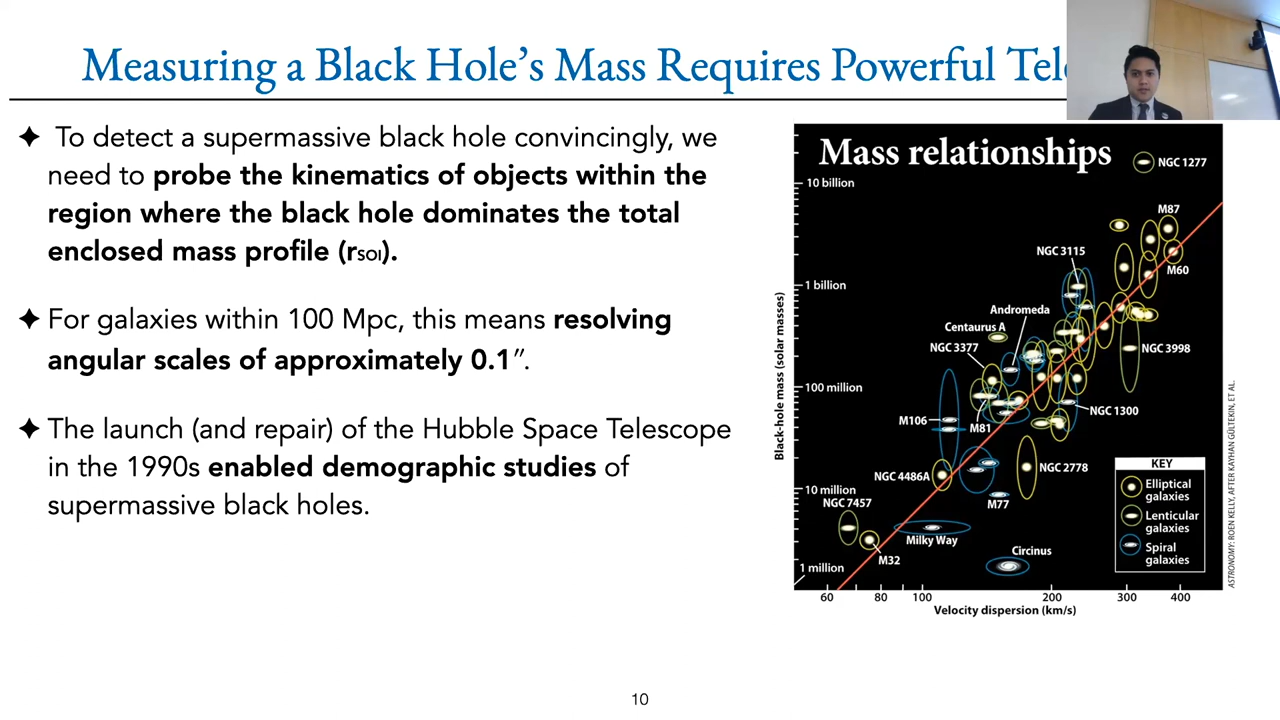 Measuring a Black Hole's Mass Requires Powerful Tel
✦ To detect a supermassive black hole convincingly, we
need to probe the kinematics of objects within the
region where the black hole dominates the total
enclosed mass profile (rSOI).
✦ For galaxies within 100 Mpc, this means resolving
angular scales of approximately 0.1″.
✦ The launch (and repair) of the Hubble Space Telescope
in the 1990s enabled demographic studies of
supermassive black holes.
Mass relationships
NGC 1277
10 billion
M87
NGC 3115
M60
1 billion
Andromeda
Centaurus A
NGC 3377
NGC 3998
100 million
NGC 1300
M106
M81
NGC 4486A
NGC 2778
10 million
NGC 7457
M77
Milky Way
M32
Circinus
1 million
KEY
Elliptical
galaxies
Lenticular
galaxies
Spiral
galaxies
60 80 100 200 300 400
Velocity dispersion (km/s)
Black-hole mass (solar masses)
ASTRONOMY: ROEN KELLY, AFTER KAYHAN GÜLTEKIN, ET AL.
10